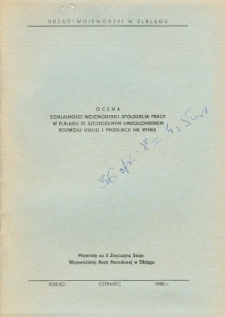 URZĄD WOJEWÓDZKI W ELBLĄGU
OCENA
DZIAŁALNOŚCI WOJEWÓDZKIEJ SPÓŁDZIELNI PRACY
W ELBLĄGU ZE SZCZEGÓLNYM UWZGLĘDNIENIEM
ROZWOJU USŁUG I PRODUKCJI NA RYNEK
Materiały na II Zwyczajną Sesję
Wojewódzkiej Rady Narodowej w Elblągu
ELBLĄG CZERWIEC 1980 r.